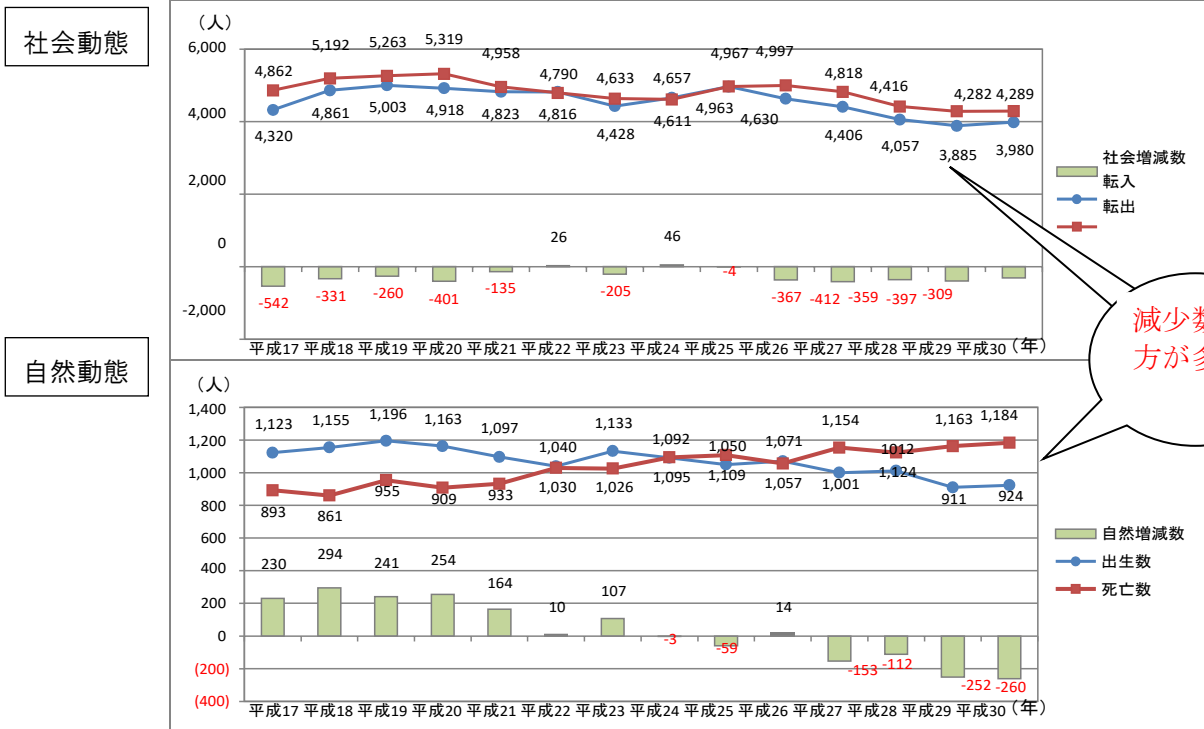 社会動態
（人）
6,000
4,000
2,000
0
-2,000
4,862 5,192 5,263 5,319 4,958 4,790 4,633 4,657 4,967 4,997 4,818 4,416 4,282 4,289
4,320 4,861 5,003 4,918 4,823 4,816 4,428 4,611 4,963 4,630 4,406 4,057 3,885 3,980
26 46
-542 -331 -260 -401 -135 -205 -4 -367 -412 -359 -397 -309
平成17 平成18 平成19 平成20 平成21 平成22 平成23 平成24 平成25 平成26 平成27 平成28 平成29 平成30（年）
社会増減数
転入
転出
減少数
自然動態
（人）
1,400
1,200
1,000
800
600
400
200
0
(200)
(400)
1,123 1,155 1,196 1,163 1,097 1,040 1,133 1,092 1,050 1,071 1,154 1012 1,163 1,184
893 861 955 909 933 1,030 1,026 1,095 1,109 1,057 1,001 1,124 911 924
230 294 241 254 164 10 107 14
-3 -59 -153 -112 -252 -260
平成17 平成18 平成19 平成20 平成21 平成22 平成23 平成24 平成25 平成26 平成27 平成28 平成29 平成30（年）
自然増減数
出生数
死亡数
方が多